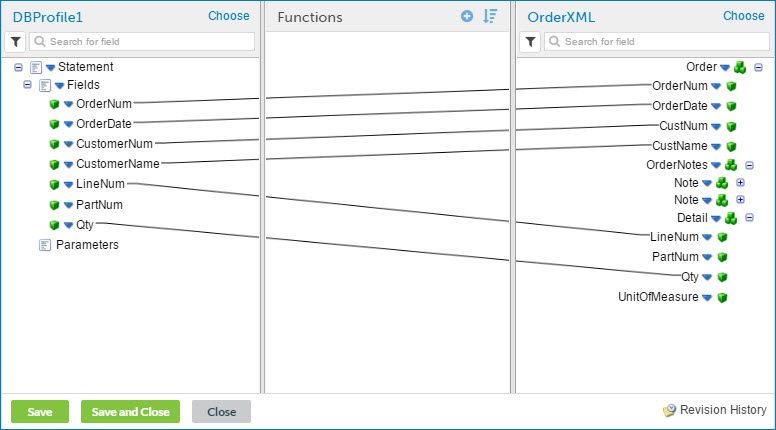 DBProfile1 Choose
Search for field
Statement
Fields
OrderNum
OrderDate
CustomerNum
CustomerName
LineNum
PartNum
Qty
Parameters
Functions
OrderXML Choose
Search for field
Order
OrderNum
OrderDate
CustNum
CustName
OrderNotes
Note
Note
Detail
LineNum
PartNum
Qty
UnitOfMeasure
Save Save and Close Close
Revision History